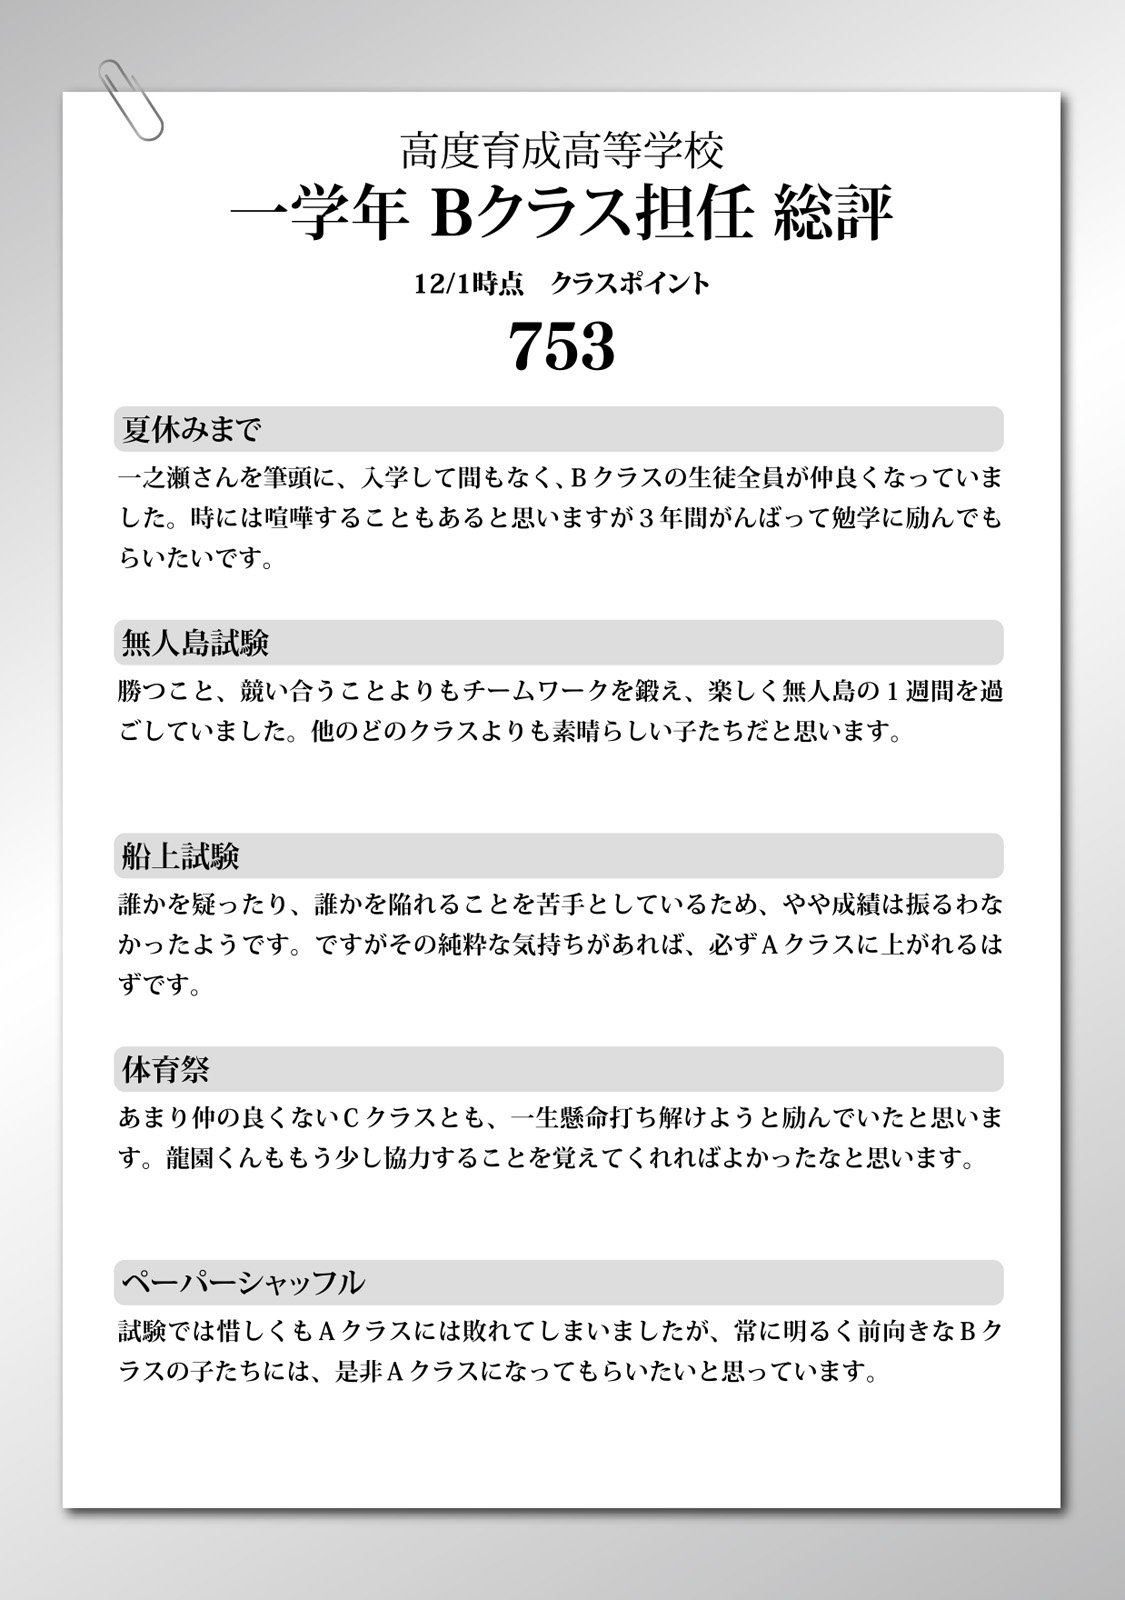 高度育成高等学校
一学年 Bクラス担任 総評
12/1時点　クラスポイント
753
夏休みまで
一之瀬さんを筆頭に、入学して間もなく、Bクラスの生徒全員が仲良くなっていま
した。時には喧嘩することもあると思いますが３年間がんばって勉学に励んでも
らいたいです。
無人島試験
勝つこと、競い合うことよりもチームワークを鍛え、楽しく無人島の１週間を過
ごしていました。他のどのクラスよりも素晴らしい子たちだと思います。
船上試験
誰かを疑ったり、誰かを陥れることを苦手としているため、やや成績は振るわな
かったようです。ですがその純粋な気持ちがあれば、必ずAクラスに上がれるは
ずです。
体育祭
あまり仲の良くないCクラスとも、一生懸命打ち解けようと励んでいたと思いま
す。龍園くんももう少し協力することを覚えてくれればよかったなと思います。
ペーパーシャッフル
試験では惜しくもAクラスには敗れてしまいましたが、常に明るく前向きなBク
ラスの子たちには、是非Aクラスになってもらいたいと思っています。